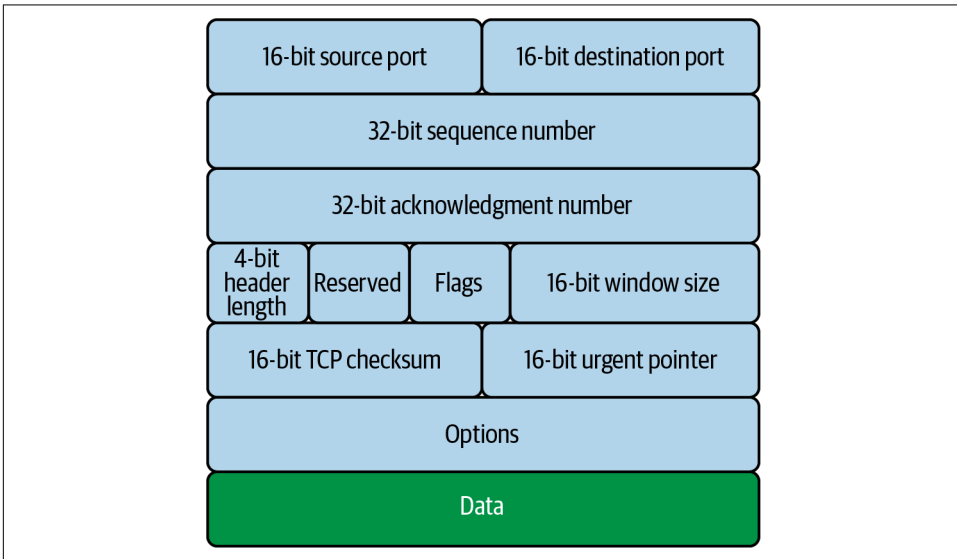 16-bit source port
16-bit destination port
32-bit sequence number
32-bit acknowledgment number
4-bit
header
length
Reserved
Flags
16-bit window size
16-bit TCP checksum
16-bit urgent pointer
Options
Data